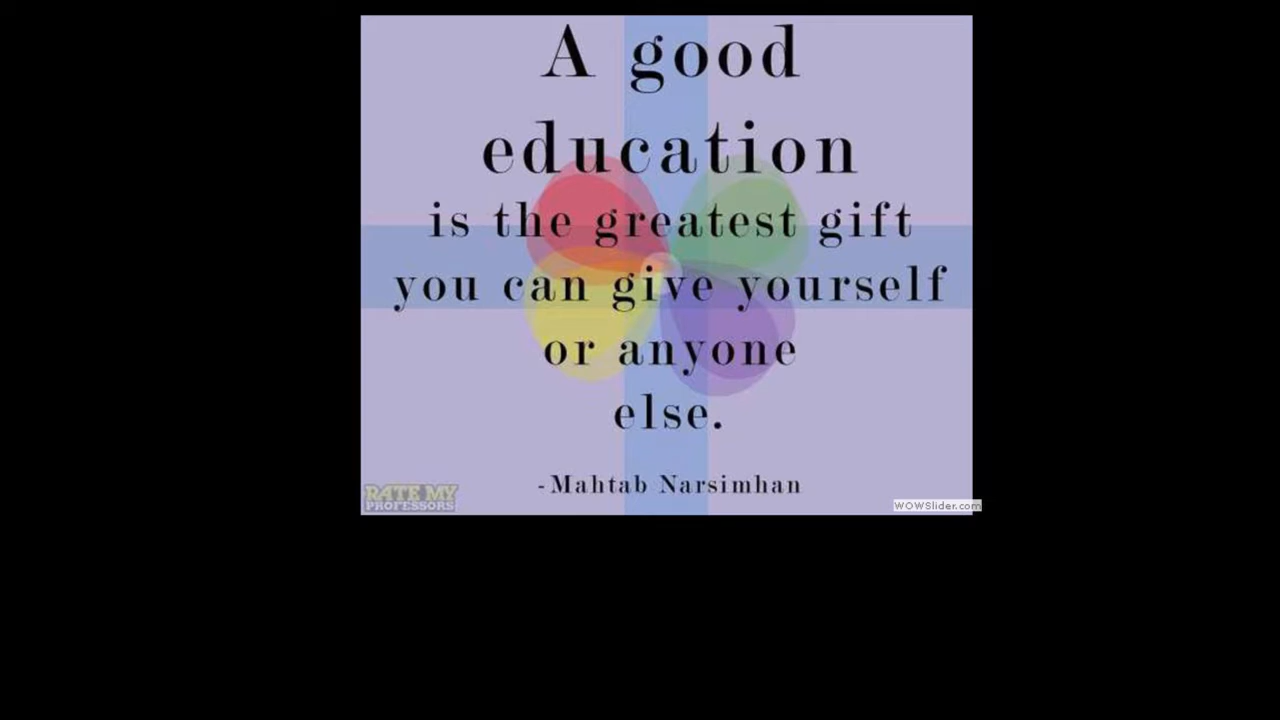 A good
education
is the greatest gift
you can give yourself
or anyone
else.
-Mahtab Narsimhan
RATE MY
PROFESSORS
WOWSlider.com